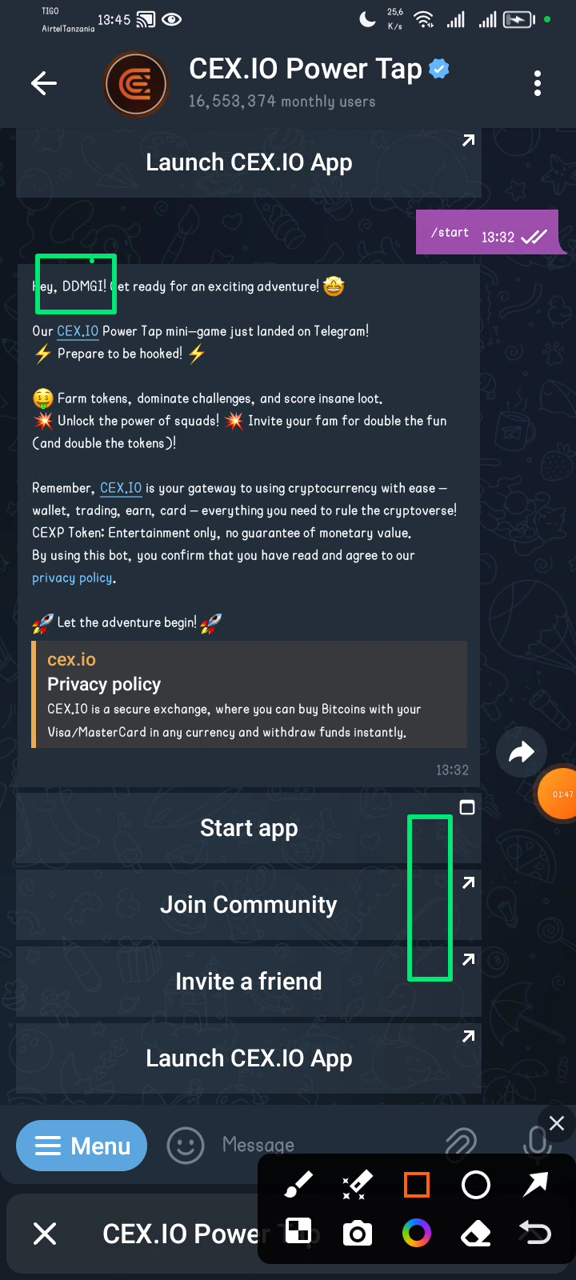 TIGO
AirtelTanzania
13:45
25,6
K/s
CEX.IO Power Tap
16,553,374 monthly users
Launch CEX.IO App
/start 13:32
Hey, DDMGI! Get ready for an exciting adventure! 🤩
Our CEX.IO Power Tap mini-game just landed on Telegram!
⚡ Prepare to be hooked! ⚡
🤑 Farm tokens, dominate challenges, and score insane loot.
💥 Unlock the power of squads! 💥 Invite your fam for double the fun
(and double the tokens)!
Remember, CEX.IO is your gateway to using cryptocurrency with ease –
wallet, trading, earn, card – everything you need to rule the cryptoverse!
CEXP Token: Entertainment only, no guarantee of monetary value.
By using this bot, you confirm that you have read and agree to our
privacy policy.
🚀 Let the adventure begin! 🚀
cex.io
Privacy policy
CEX.IO is a secure exchange, where you can buy Bitcoins with your
Visa/MasterCard in any currency and withdraw funds instantly.
13:32
01:47
Start app
Join Community
Invite a friend
Launch CEX.IO App
Menu
Message
CEX.IO Power Tap